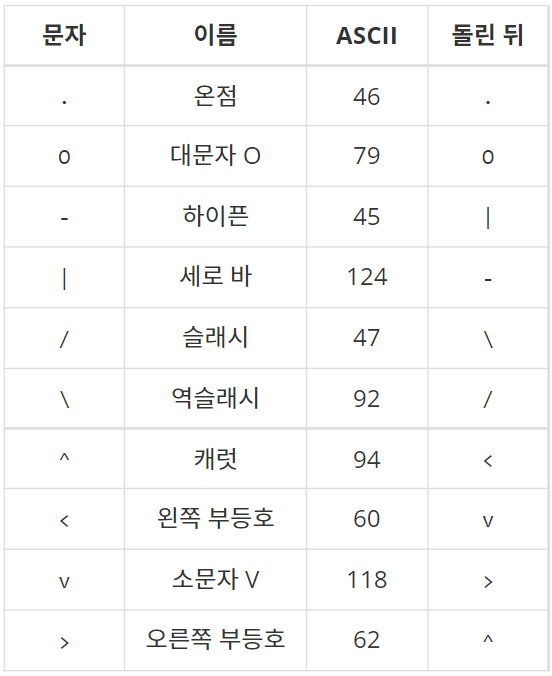 문자 이름 ASCII 돌린 뒤
. 온점 46 .
O 대문자 O 79 O
- 하이픈 45 |
| 세로 바 124 -
/ 슬래시 47 \
\ 역슬래시 92 /
^ 캐럿 94 <
< 왼쪽 부등호 60 v
v 소문자 V 118 >
> 오른쪽 부등호 62 ^